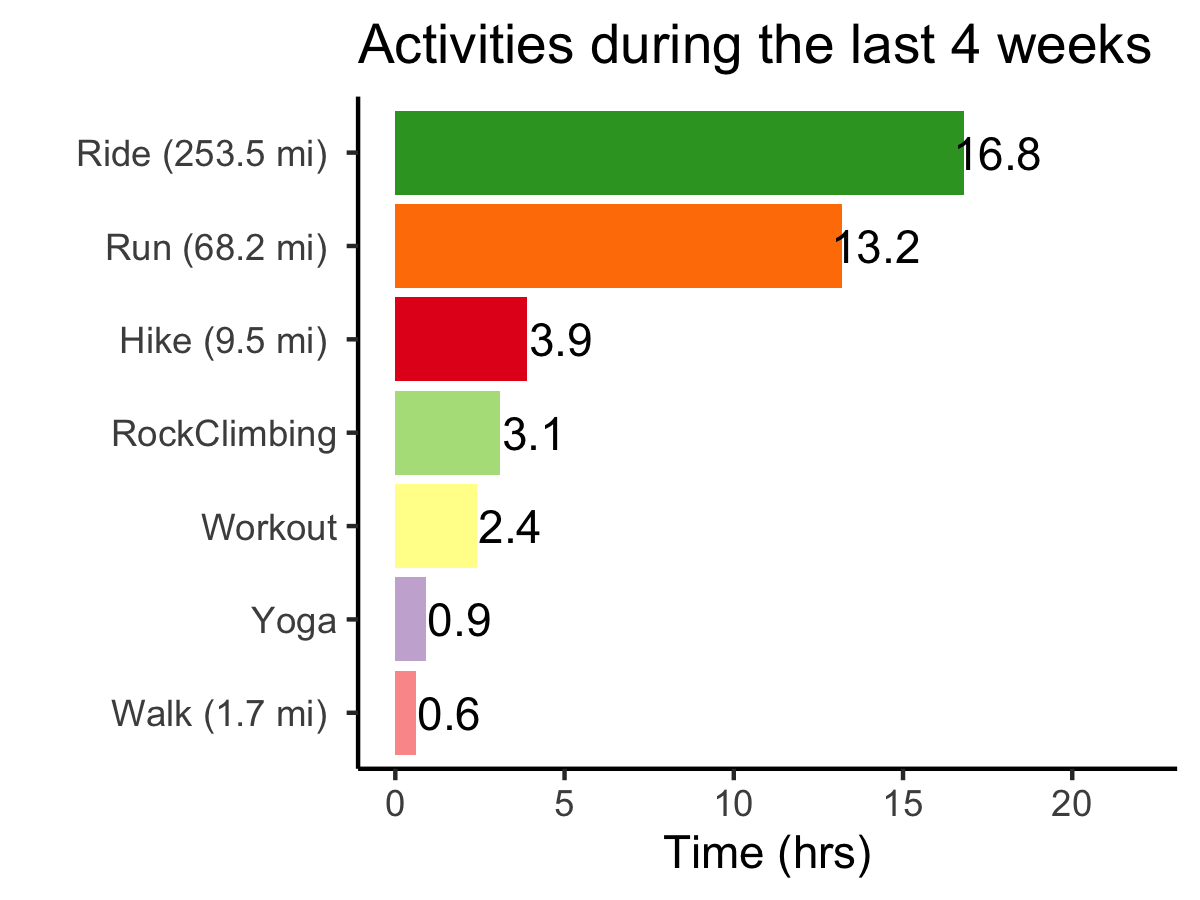 Activities during the last 4 weeks
Ride (253.5 mi) 16.8
Run (68.2 mi) 13.2
Hike (9.5 mi) 3.9
RockClimbing 3.1
Workout 2.4
Yoga 0.9
Walk (1.7 mi) 0.6
0 5 10 15 20
Time (hrs)